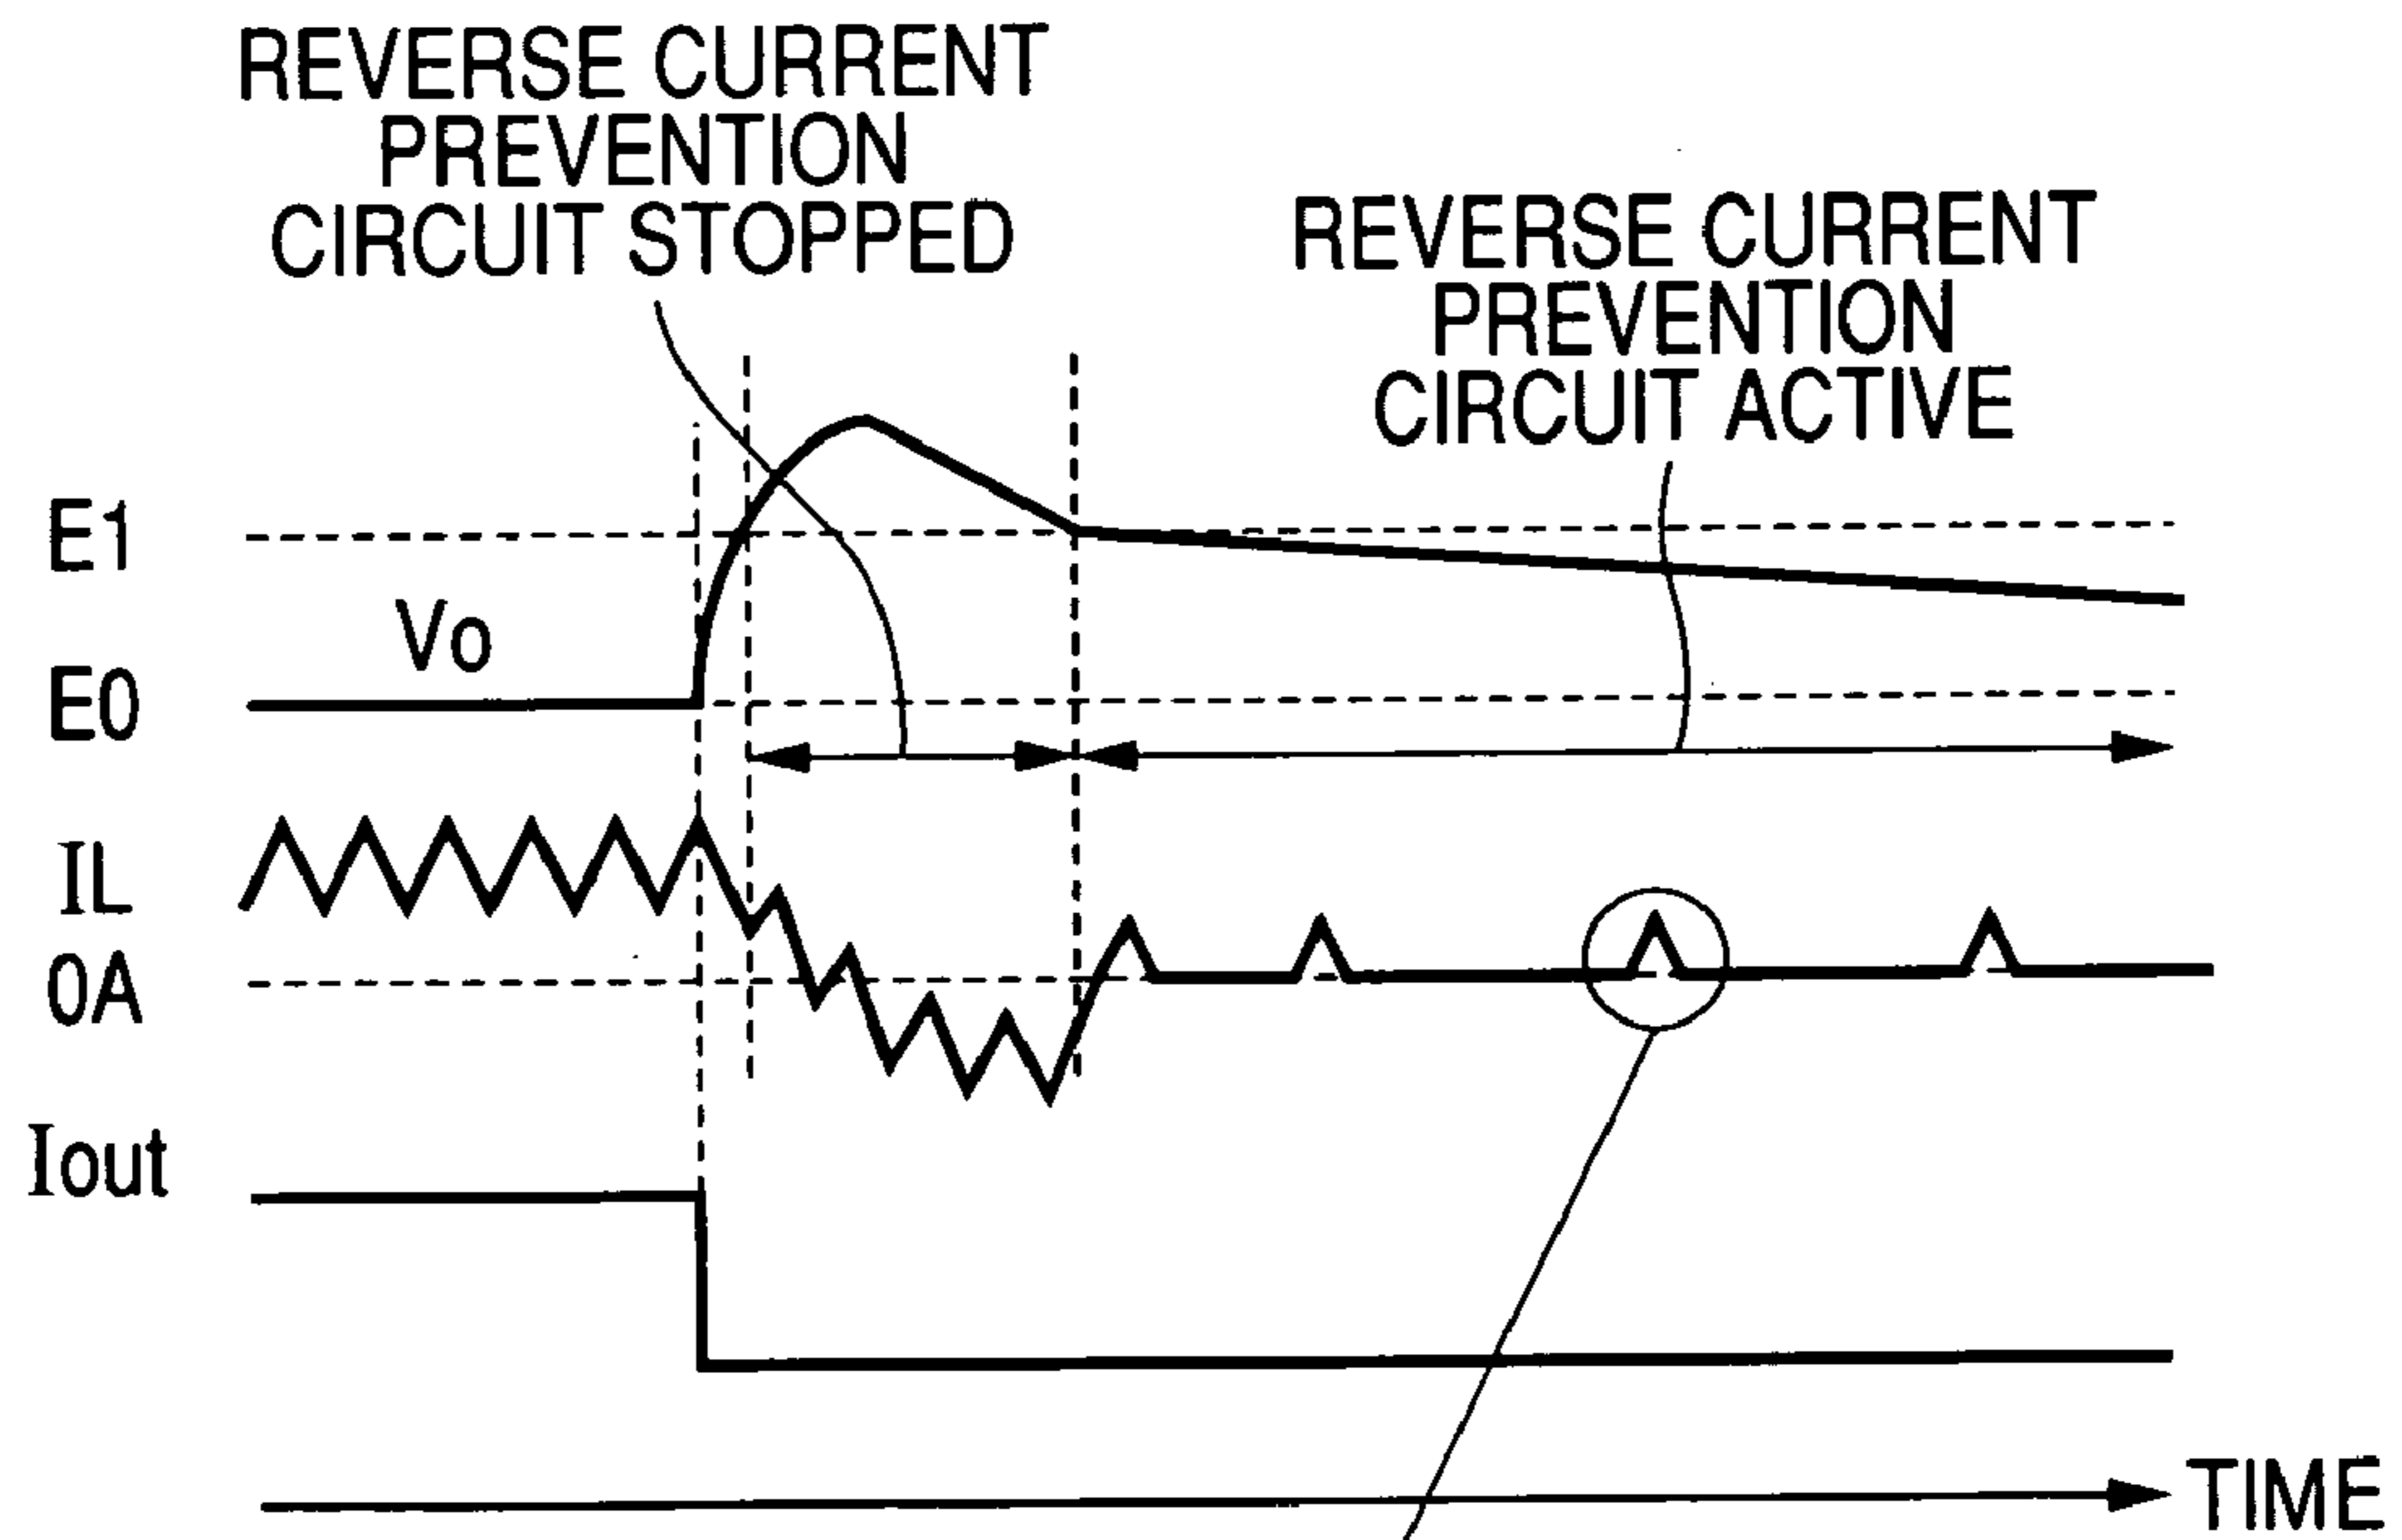 REVERSE CURRENT
PREVENTION
CIRCUIT STOPPED
REVERSE CURRENT
PREVENTION
CIRCUIT ACTIVE
E1
Vo
E0
IL
0A
Iout
TIME